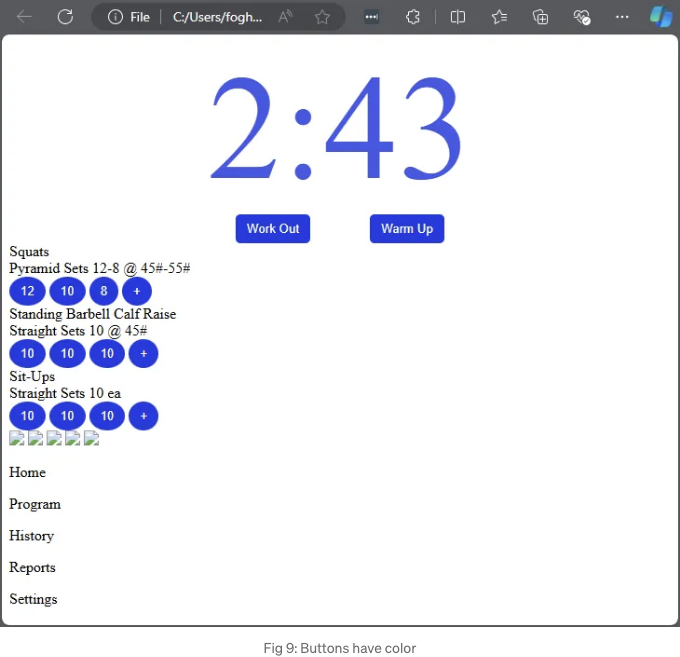 File C:/Users/fogh...
2:43
Work Out Warm Up
Squats
Pyramid Sets 12-8 @ 45#-55#
12 10 8 +
Standing Barbell Calf Raise
Straight Sets 10 @ 45#
10 10 10 +
Sit-Ups
Straight Sets 10 ea
10 10 10 +
Home
Program
History
Reports
Settings
Fig 9: Buttons have color